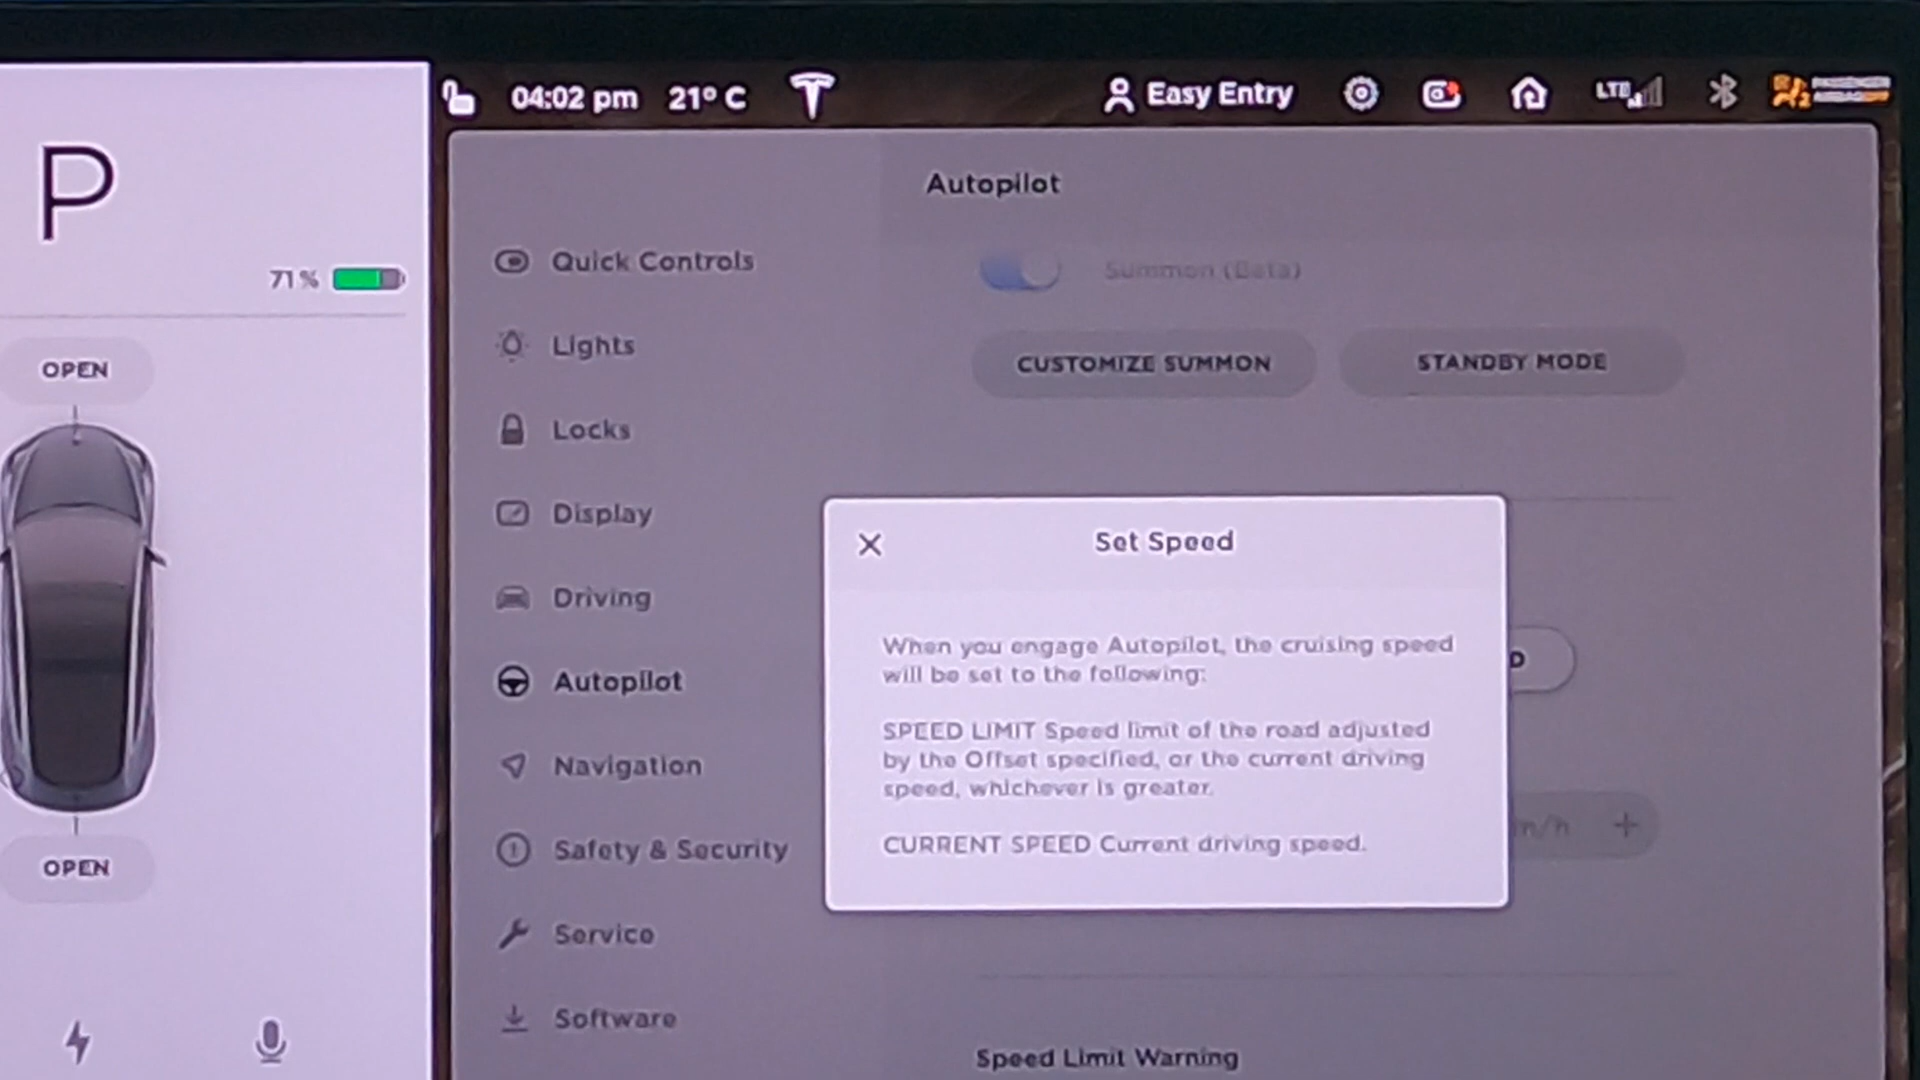 P
71%
OPEN
OPEN
04:02 pm 21° C
Easy Entry
LTE
Autopilot
Quick Controls
Lights
Locks
Display
Driving
Autopilot
Navigation
Safety & Security
Service
Software
Summon (Beta)
CUSTOMIZE SUMMON
STANDBY MODE
Set Speed
When you engage Autopilot, the cruising speed
will be set to the following:
SPEED LIMIT Speed limit of the road adjusted
by the Offset specified, or the current driving
speed, whichever is greater.
CURRENT SPEED Current driving speed.
D
m/h +
Speed Limit Warning